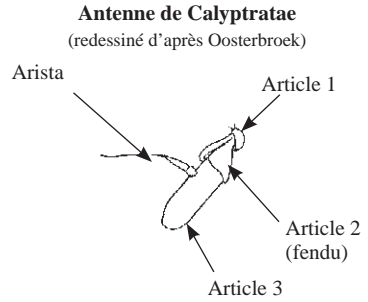 Antenne de Calyptratae
(redessiné d’après Oosterbroek)
Arista
Article 1
Article 2
(fendu)
Article 3